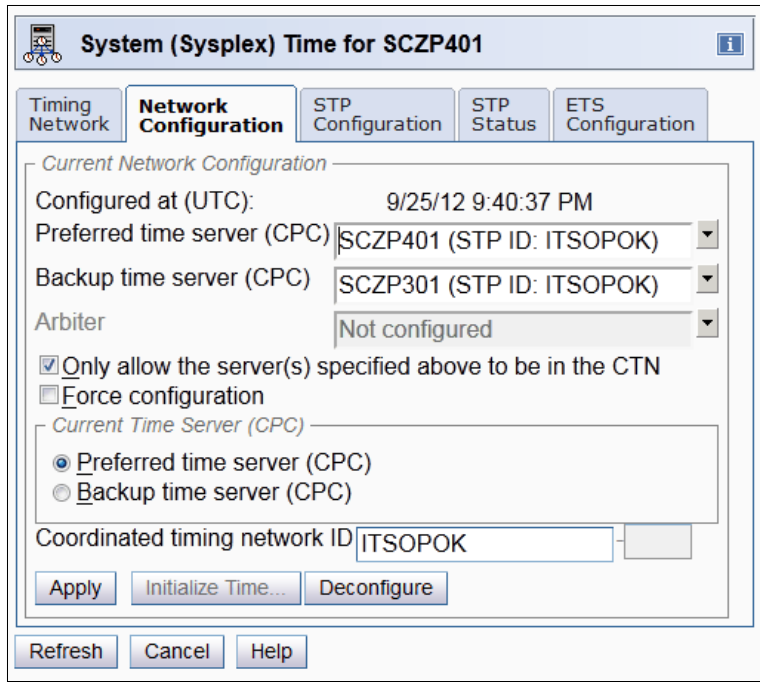 System (Sysplex) Time for SCZP401
i
Timing Network
Network Configuration
STP Configuration
STP Status
ETS Configuration
Current Network Configuration
Configured at (UTC): 9/25/12 9:40:37 PM
Preferred time server (CPC) SCZP401 (STP ID: ITSOPOK)
Backup time server (CPC) SCZP301 (STP ID: ITSOPOK)
Arbiter Not configured
Only allow the server(s) specified above to be in the CTN
Force configuration
Current Time Server (CPC)
Preferred time server (CPC)
Backup time server (CPC)
Coordinated timing network ID ITSOPOK -
Apply Initialize Time... Deconfigure
Refresh Cancel Help